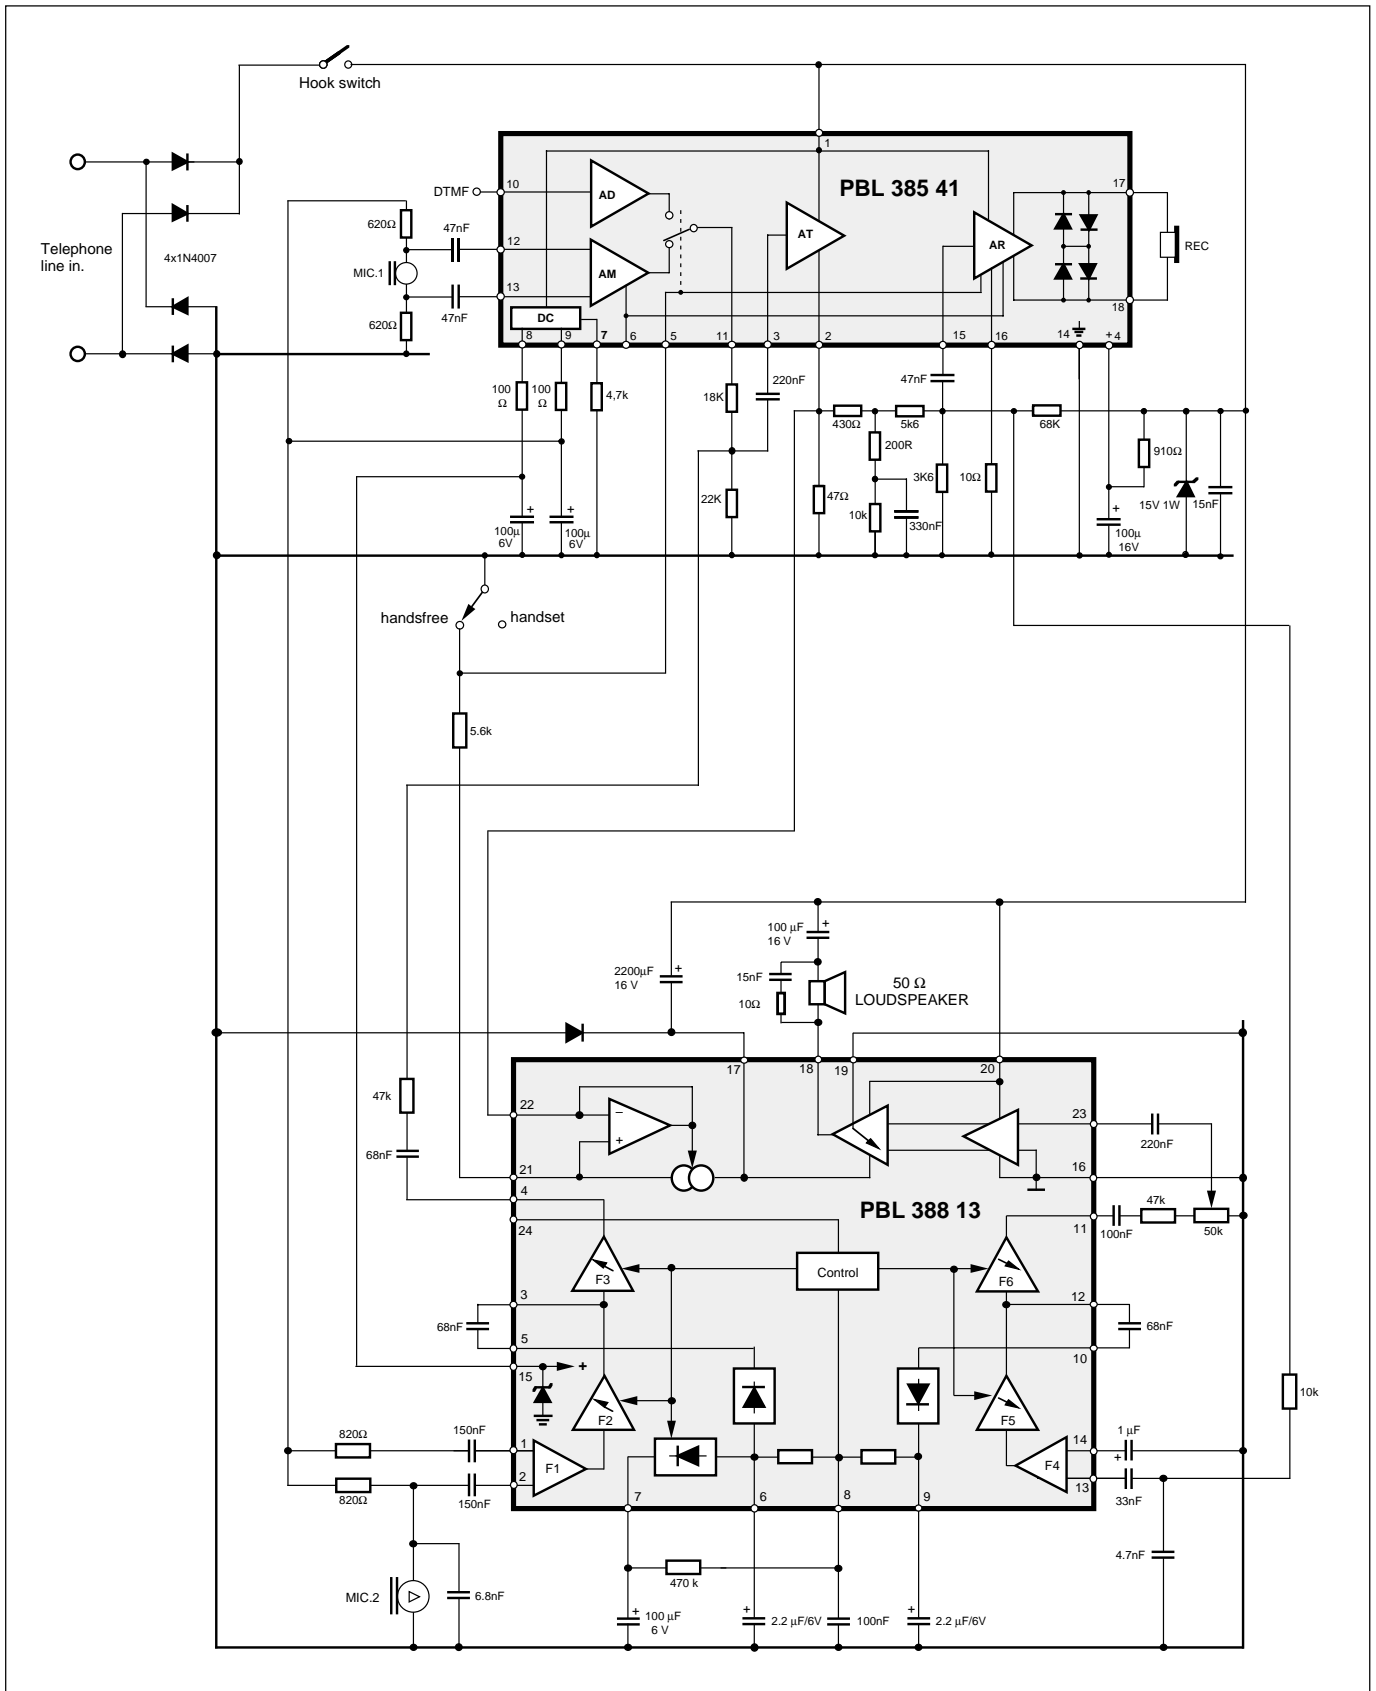 Hook switch
1
PBL 385 41
17
DTMF
10
AD
620Ω
47nF
12
AT
AR
REC
Telephone
line in.
4x1N4007
MIC.1
AM
13
47nF
620Ω
DC
18
8
9
7
6
5
11
3
2
15
16
14
+
4
100
Ω
100
Ω
4,7k
18K
220nF
47nF
430Ω
5k6
68K
200R
910Ω
22K
47Ω
3K6
10Ω
15V 1W
15nF
10k
330nF
+
100µ
6V
+
100µ
6V
+
100µ
16V
handsfree
handset
5.6k
100 µF
16 V
+
2200µF
16 V
+
15nF
10Ω
50 Ω
LOUDSPEAKER
17
18
19
20
47k
22
–
+
23
220nF
68nF
21
16
4
PBL 388 13
47k
24
11
100nF
50k
F3
Control
F6
3
12
68nF
68nF
5
10
+
15
10k
F2
F5
820Ω
150nF
1
F1
F4
14
1 µF
+
2
13
820Ω
150nF
33nF
7
6
8
9
4.7nF
470 k
MIC.2
6.8nF
+
100 µF
6 V
+
2.2 µF/6V
100nF
+
2.2 µF/6V